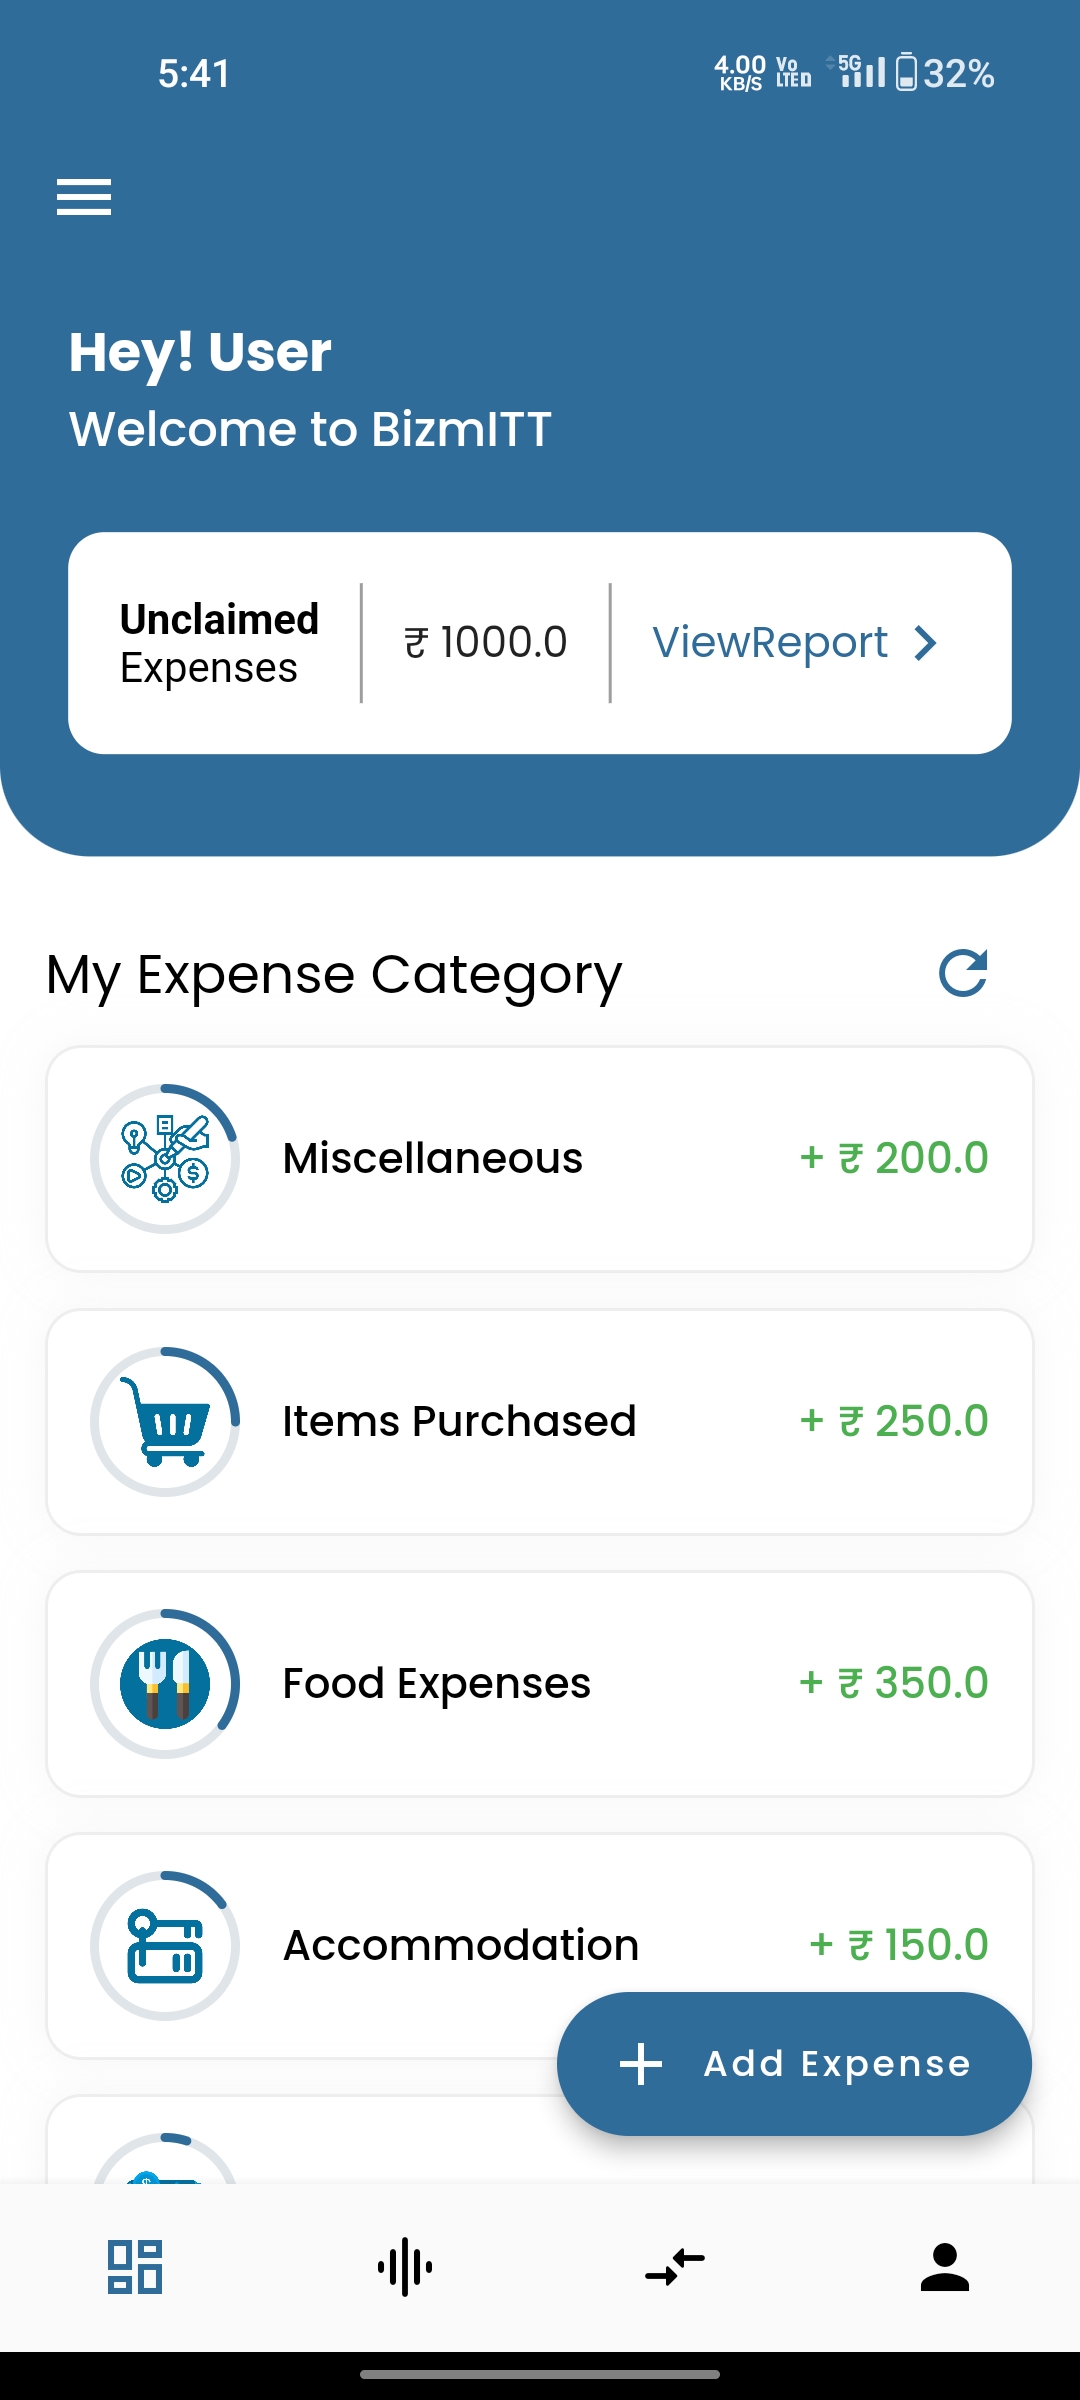 5:41
4.00 KB/S Vo LTE D 5G 32%
Hey! User
Welcome to BizmITT
Unclaimed
Expenses
₹ 1000.0
ViewReport
My Expense Category
Miscellaneous
+ ₹ 200.0
Items Purchased
+ ₹ 250.0
Food Expenses
+ ₹ 350.0
Accommodation
+ ₹ 150.0
Add Expense